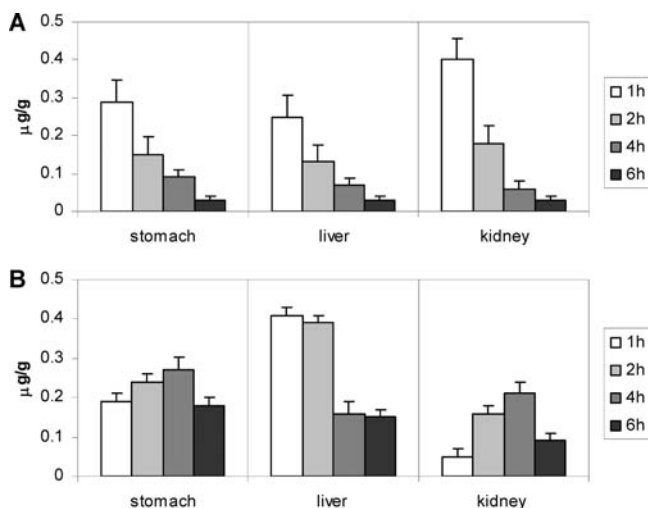 A
0.5
0.4
0.3
0.2
0.1
0
μg/g
stomach liver kidney
1h
2h
4h
6h
B
0.5
0.4
0.3
0.2
0.1
0
μg/g
stomach liver kidney
1h
2h
4h
6h